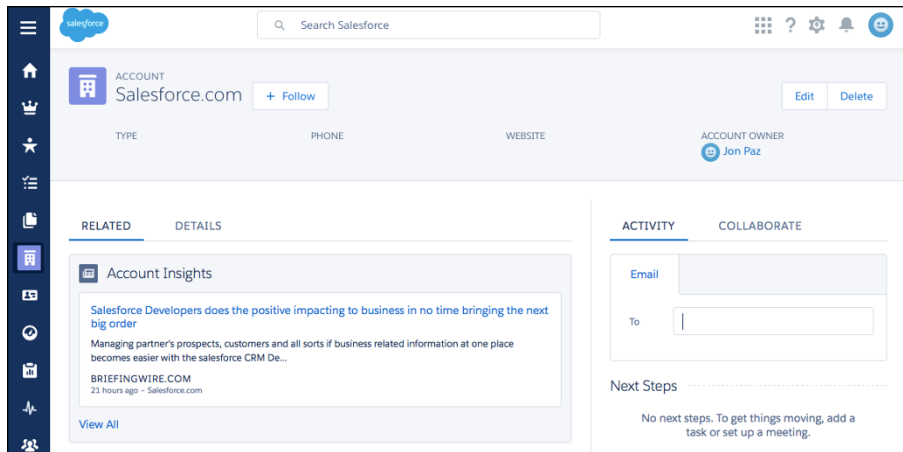 salesforce
Search Salesforce
?
ACCOUNT
Salesforce.com
+ Follow
Edit
Delete
TYPE
PHONE
WEBSITE
ACCOUNT OWNER
Jon Paz
RELATED
DETAILS
Account Insights
Salesforce Developers does the positive impacting to business in no time bringing the next
big order
Managing partner's prospects, customers and all sorts if business related information at one place
becomes easier with the salesforce CRM De...
BRIEFINGWIRE.COM
21 hours ago - Salesforce.com
View All
ACTIVITY
COLLABORATE
Email
To
Next Steps
No next steps. To get things moving, add a
task or set up a meeting.